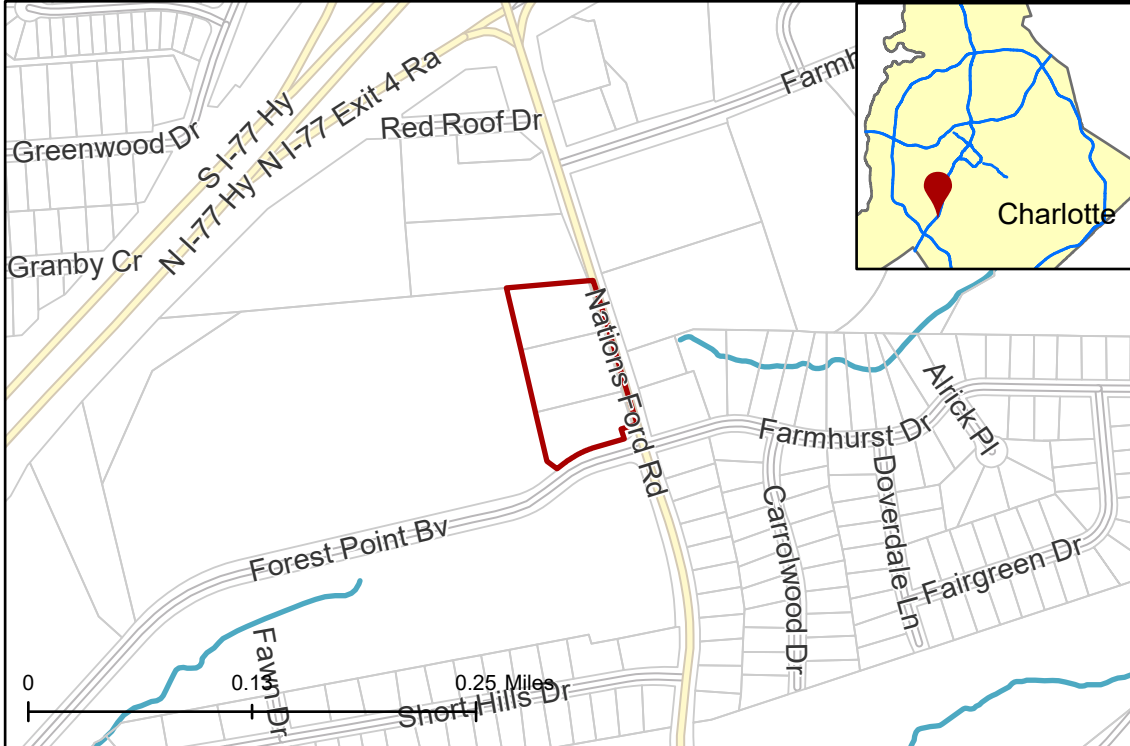 Farmh
Red Roof Dr
Greenwood Dr
S I-77 Hy
N I-77 Hy
N I-77 Exit 4 Ra
Charlotte
Granby Cr
Nations Ford Rd
Alrick Pl
Farmhurst Dr
Doverdale Ln
Carrolwood Dr
Forest Point Bv
Fairgreen Dr
Fawn Dr
0 0.13 0.25 Miles
Short Hills Dr